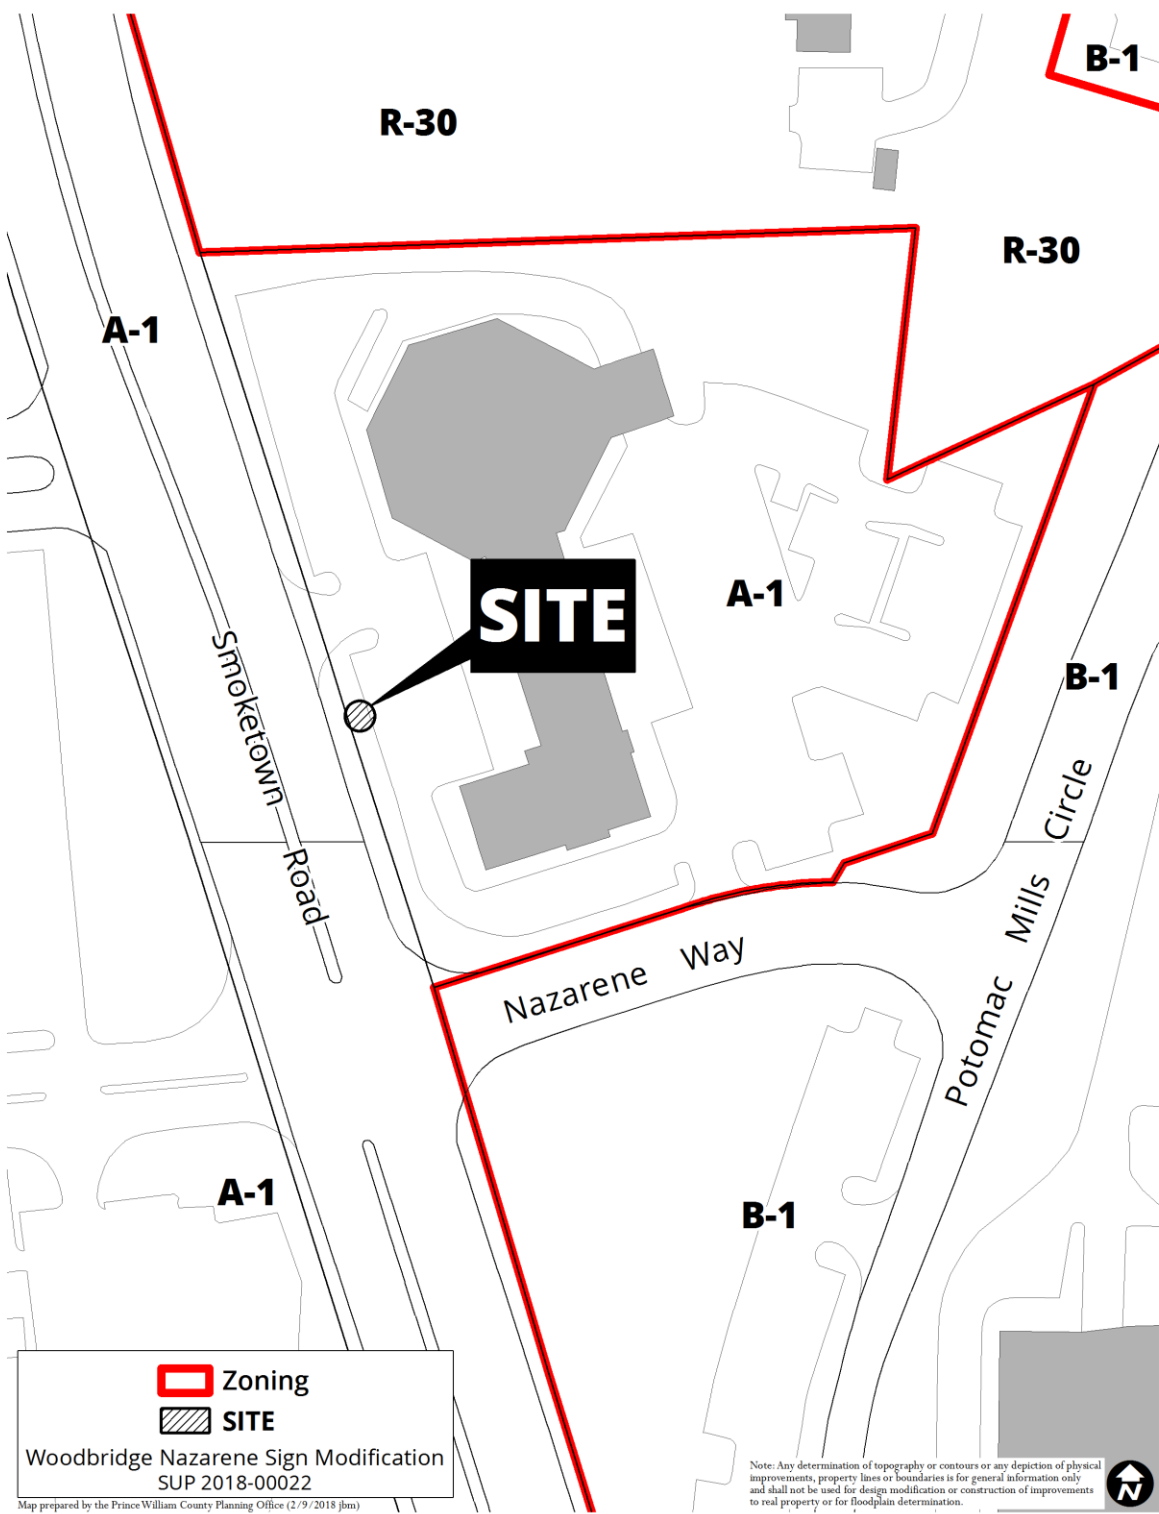 B-1
R-30
R-30
A-1
A-1
SITE
B-1
Smoketown Road
Nazarene Way
Potomac Mills Circle
A-1
B-1
Zoning
SITE
Woodbridge Nazarene Sign Modification
SUP 2018-00022
Map prepared by the Prince William County Planning Office (2/9/2018 jbm)
Note: Any determination of topography or contours or any depiction of physical
improvements, property lines or boundaries is for general information only
and shall not be used for design modification or construction of improvements
to real property or for floodplain determination.
N